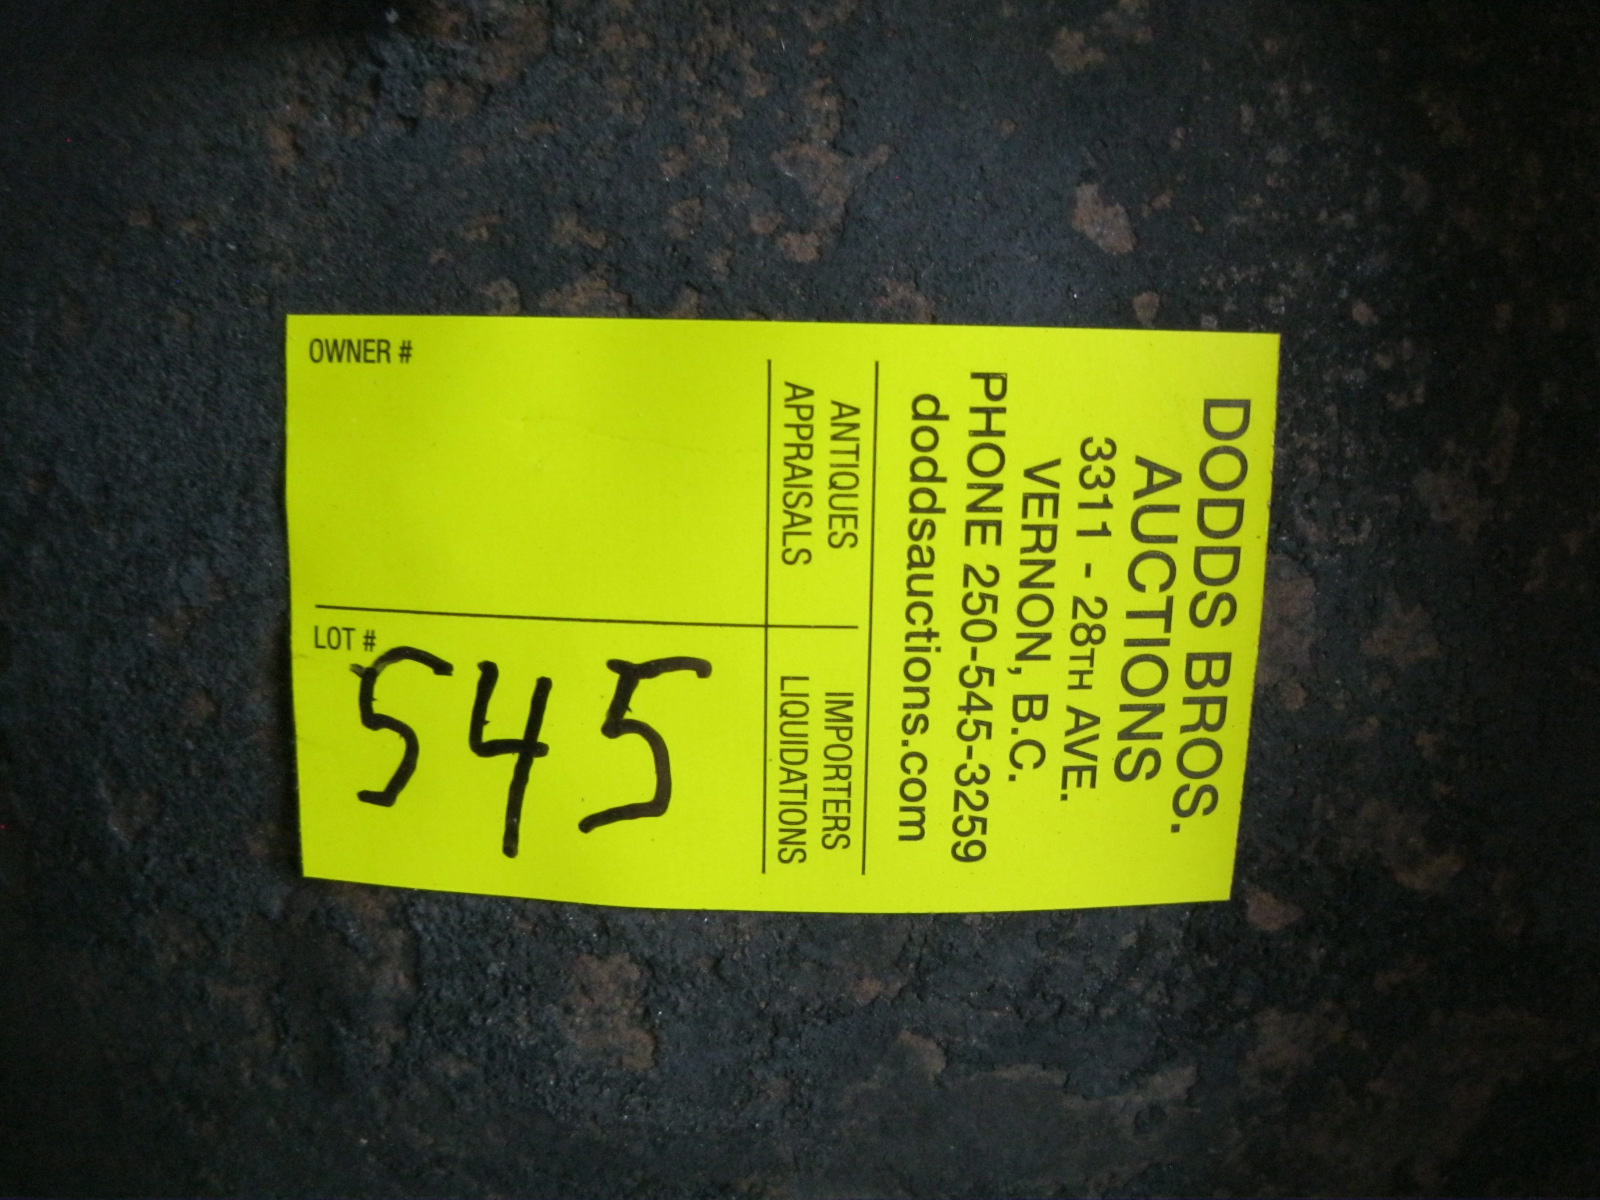 DODDS BROS.
AUCTIONS
3311 - 28TH AVE.
VERNON, B.C.
PHONE 250-545-3259
doddsauctions.com
ANTIQUES
APPRAISALS
IMPORTERS
LIQUIDATIONS
OWNER #
LOT #
545